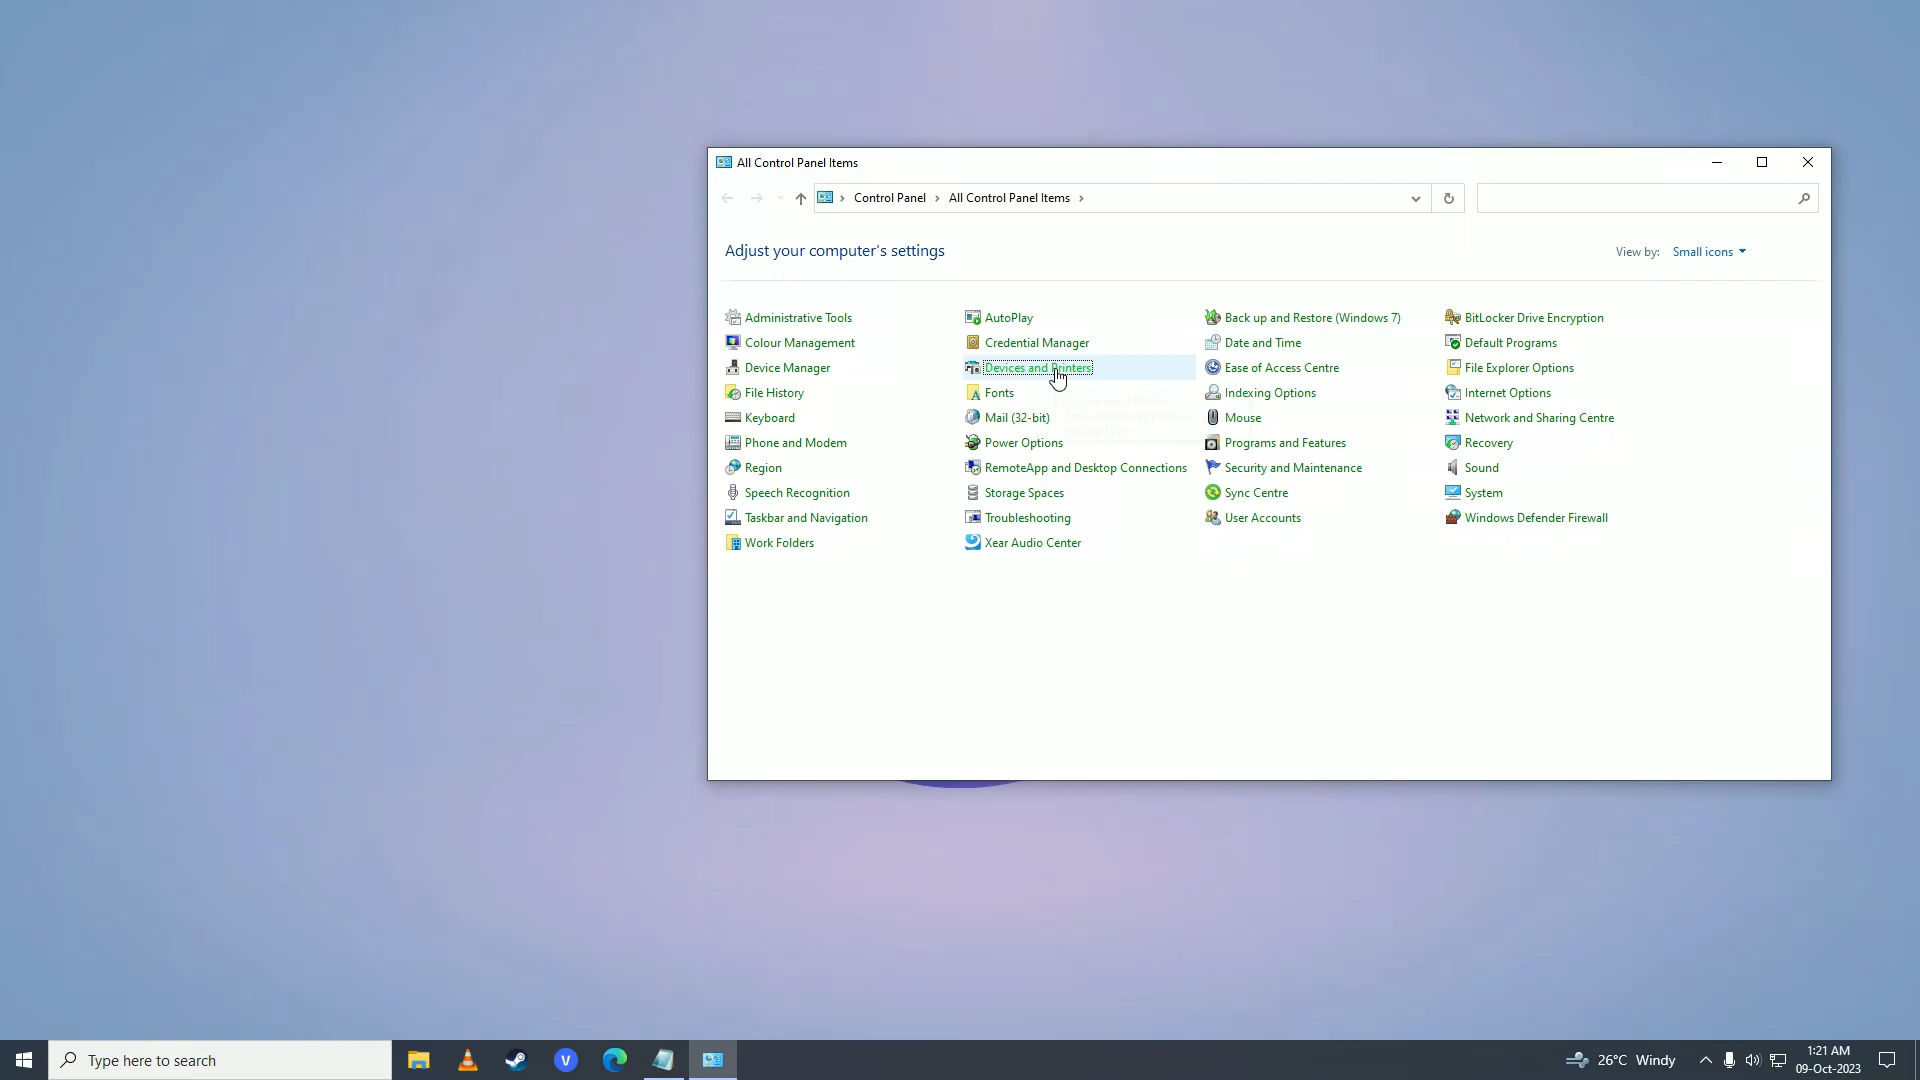 All Control Panel Items
Control Panel
All Control Panel Items
Adjust your computer's settings
View by: Small icons
Administrative Tools
AutoPlay
Back up and Restore (Windows 7)
BitLocker Drive Encryption
Colour Management
Credential Manager
Date and Time
Default Programs
Device Manager
Devices and Printers
Ease of Access Centre
File Explorer Options
File History
Fonts
Indexing Options
Internet Options
Keyboard
Mail (32-bit)
Mouse
Network and Sharing Centre
Phone and Modem
Power Options
Programs and Features
Recovery
Region
RemoteApp and Desktop Connections
Security and Maintenance
Sound
Speech Recognition
Storage Spaces
Sync Centre
System
Taskbar and Navigation
Troubleshooting
User Accounts
Windows Defender Firewall
Work Folders
Xear Audio Center
Type here to search
V
26°C Windy
1:21 AM
09-Oct-2023